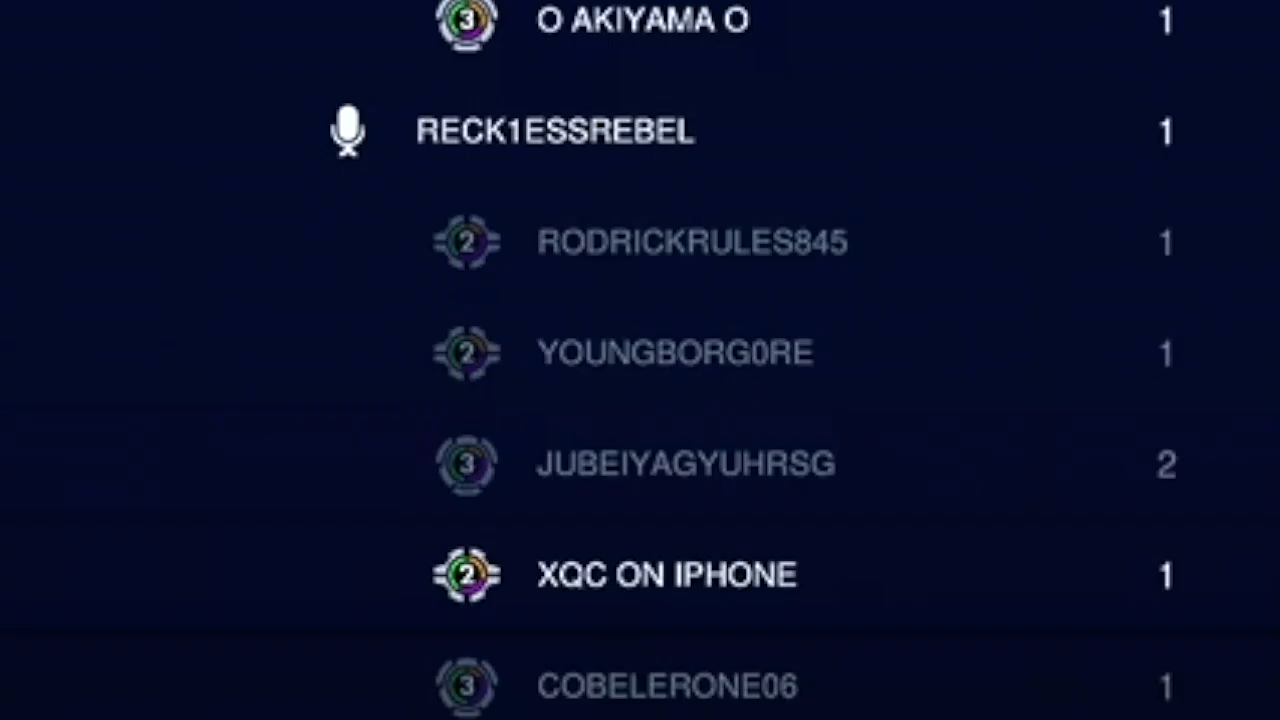 3 O AKIYAMA O 1
RECK1ESSREBEL 1
2 RODRICKRULES845 1
2 YOUNGBORG0RE 1
3 JUBEIYAGYUHRSG 2
2 XQC ON IPHONE 1
3 COBELERONE06 1